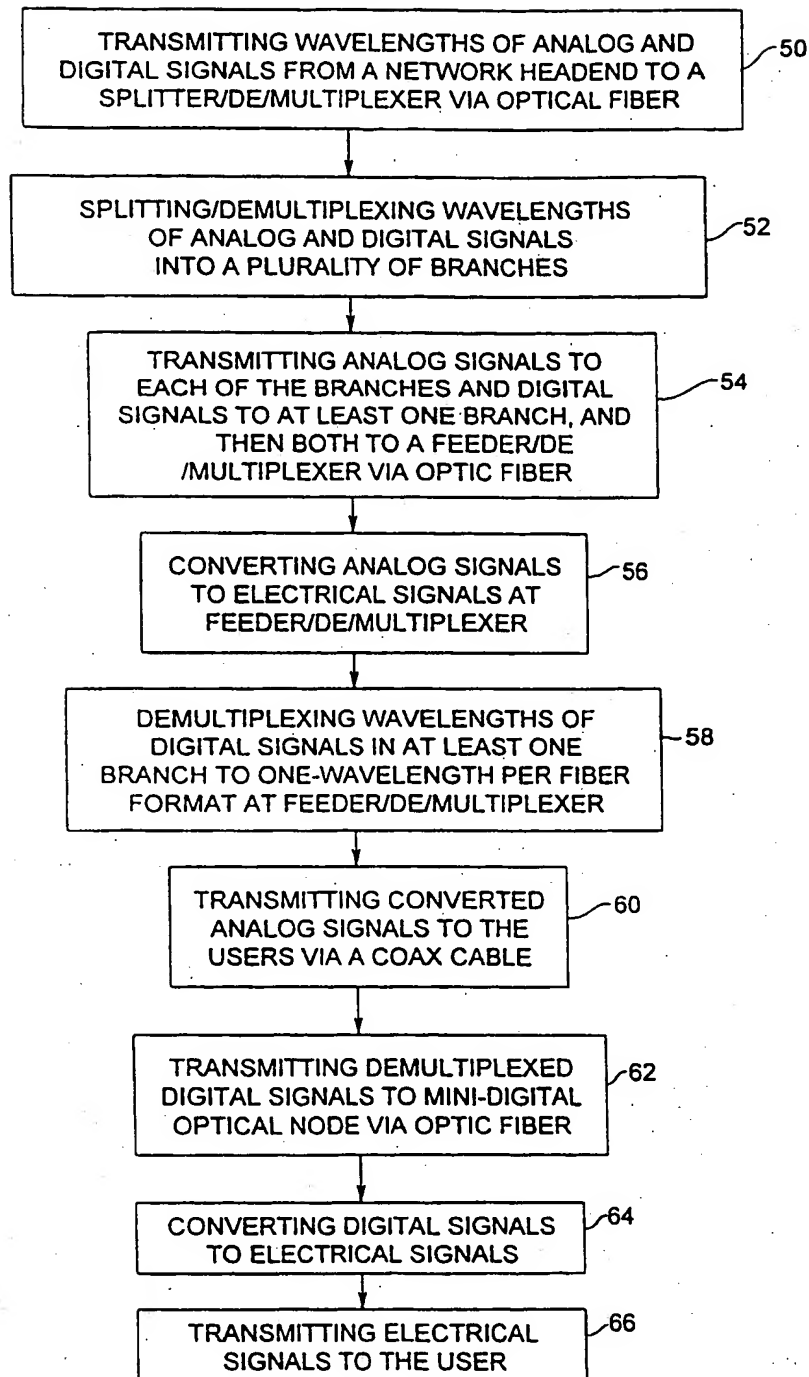 TRANSMITTING WAVELENGTHS OF ANALOG AND
DIGITAL SIGNALS FROM A NETWORK HEADEND TO A
SPLITTER/DE/MULTIPLEXER VIA OPTICAL FIBER
50
SPLITTING/DEMULTIPLEXING WAVELENGTHS
OF ANALOG AND DIGITAL SIGNALS
INTO A PLURALITY OF BRANCHES
52
TRANSMITTING ANALOG SIGNALS TO
EACH OF THE BRANCHES AND DIGITAL
SIGNALS TO AT LEAST ONE BRANCH, AND
THEN BOTH TO A FEEDER/DE
/MULTIPLEXER VIA OPTIC FIBER
54
CONVERTING ANALOG SIGNALS
TO ELECTRICAL SIGNALS AT
FEEDER/DE/MULTIPLEXER
56
DEMULTIPLEXING WAVELENGTHS OF
DIGITAL SIGNALS IN AT LEAST ONE
BRANCH TO ONE-WAVELENGTH PER FIBER
FORMAT AT FEEDER/DE/MULTIPLEXER
58
TRANSMITTING CONVERTED
ANALOG SIGNALS TO THE
USERS VIA A COAX CABLE
60
TRANSMITTING DEMULTIPLEXED
DIGITAL SIGNALS TO MINI-DIGITAL
OPTICAL NODE VIA OPTIC FIBER
62
CONVERTING DIGITAL SIGNALS
TO ELECTRICAL SIGNALS
64
TRANSMITTING ELECTRICAL
SIGNALS TO THE USER
66